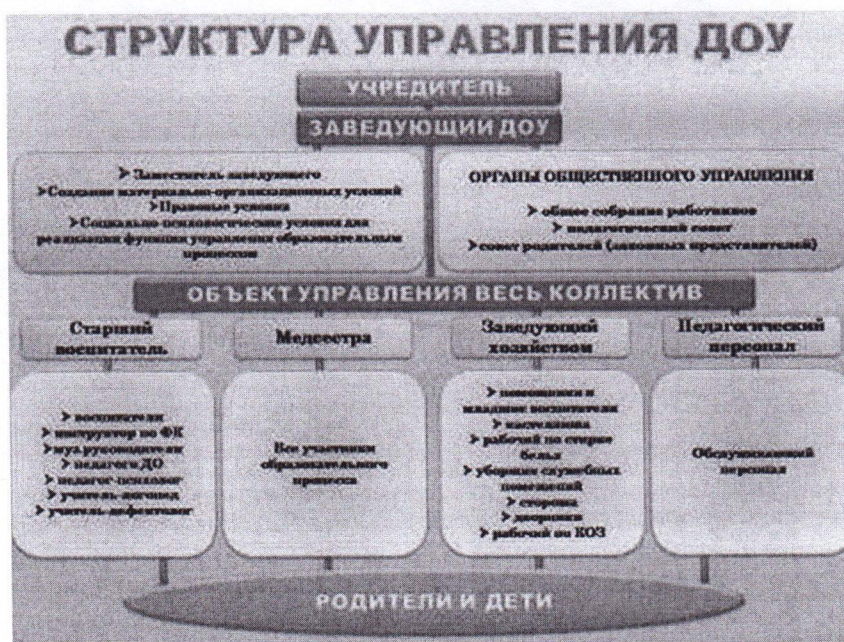 СТРУКТУРА УПРАВЛЕНИЯ ДОУ
УЧРЕДИТЕЛЬ
ЗАВЕДУЮЩИЙ ДОУ
➤ Заместитель заведующего
➤Создание материально-организационных условий
➤Правовые условия
➤Социально-психологические условия для
реализации функции управления образовательным
процессом
ОРГАНЫ ОБЩЕСТВЕННОГО УПРАВЛЕНИЯ
➤ общее собрание работников
➤ педагогический совет
➤совет родителей (законных представителей)
ОБЪЕКТ УПРАВЛЕНИЯ ВЕСЬ КОЛЛЕКТИВ
Старший
воспитатель
Медсестра
Заведующий
хозяйством
Педагогический
персонал
➤ воспитатели
➤ инструктор по ФК
➤муз.руководители
➤ педагоги ДО
➤ педагог-психолог
➤ учитель-логопед
➤ учитель-дефектолог
Все участники
образовательного
процесса
➤ помощники и
младшие воспитатели
➤ кастелянша
➤ рабочий по стирке
белья
➤ уборщик служебных
помещений
➤ сторожа
➤ дворники
➤ рабочий по КОЗ
Обслуживающий
персонал
РОДИТЕЛИ И ДЕТИ